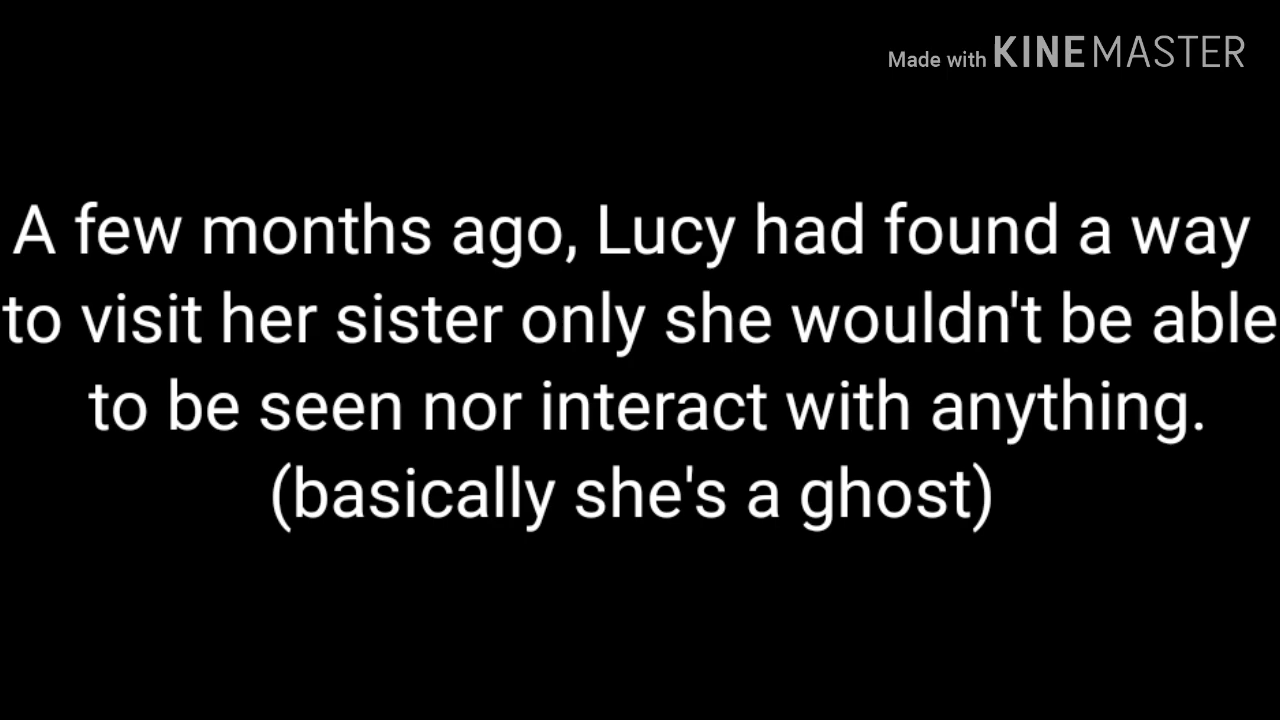 Made with KINEMASTER
A few months ago, Lucy had found a way
to visit her sister only she wouldn't be able
to be seen nor interact with anything.
(basically she's a ghost)